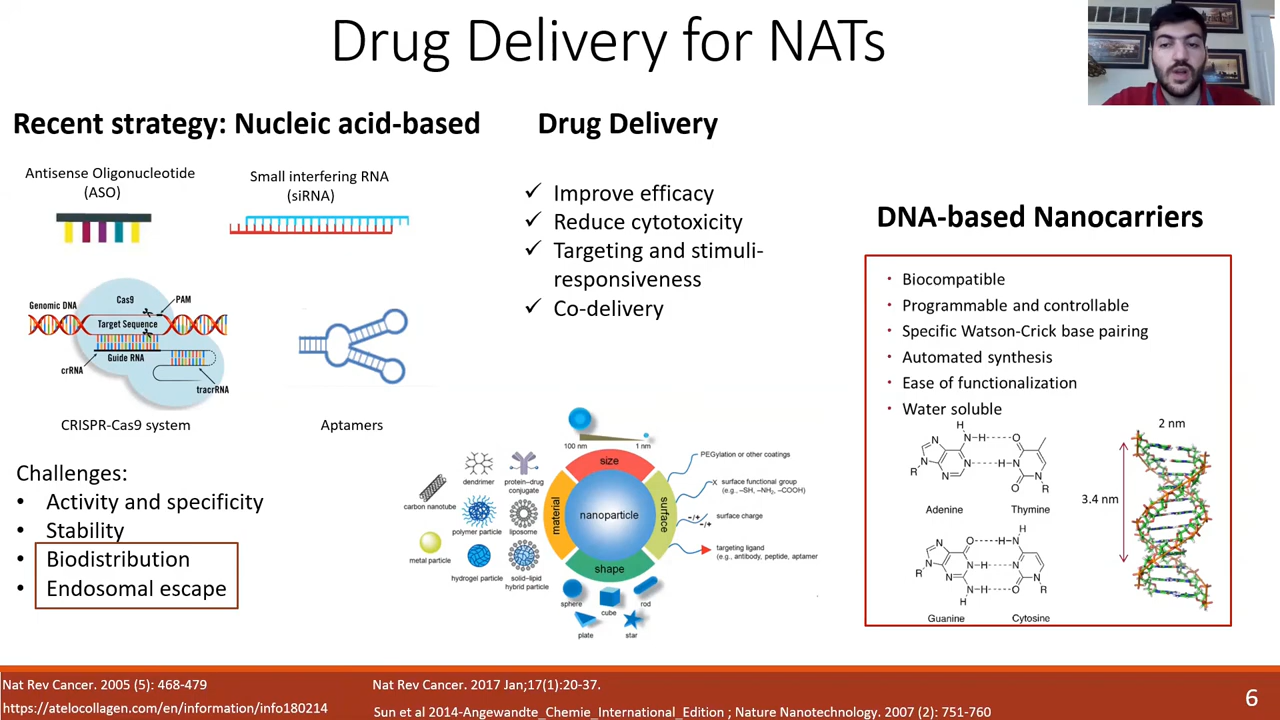 Drug Delivery for NATs
Recent strategy: Nucleic acid-based
Antisense Oligonucleotide
(ASO)
Small interfering RNA
(siRNA)
Genomic DNA
Cas9
PAM
Target Sequence
Guide RNA
crRNA
tracrRNA
CRISPR-Cas9 system
Aptamers
Challenges:
• Activity and specificity
• Stability
• Biodistribution
• Endosomal escape
Drug Delivery
✓ Improve efficacy
✓ Reduce cytotoxicity
✓ Targeting and stimuli-
responsiveness
✓ Co-delivery
100 nm
1 nm
size
material
nanoparticle
surface
shape
carbon nanotube
dendrimer
protein–drug
conjugate
polymer particle
liposome
metal particle
hydrogel particle
solid–lipid
hybrid particle
PEGylation or other coatings
X
surface functional group
(e.g., –SH, –NH₂, –COOH)
-/+
-/+
surface charge
targeting ligand
(e.g., antibody, peptide, aptamer
sphere
cube
rod
plate
star
DNA-based Nanocarriers
• Biocompatible
• Programmable and controllable
• Specific Watson-Crick base pairing
• Automated synthesis
• Ease of functionalization
• Water soluble
H
N
N-H
O
N
N
H-N
R
N
N
O
R
Adenine
Thymine
H
N
O
H-N
N
N-H
N
R
N
N-H
O
N
R
H
Guanine
Cytosine
2 nm
3.4 nm
Nat Rev Cancer. 2005 (5): 468-479
https://atelocollagen.com/en/information/info180214
Nat Rev Cancer. 2017 Jan;17(1):20-37.
Sun et al 2014-Angewandte_Chemie_International_Edition ; Nature Nanotechnology. 2007 (2): 751-760
6